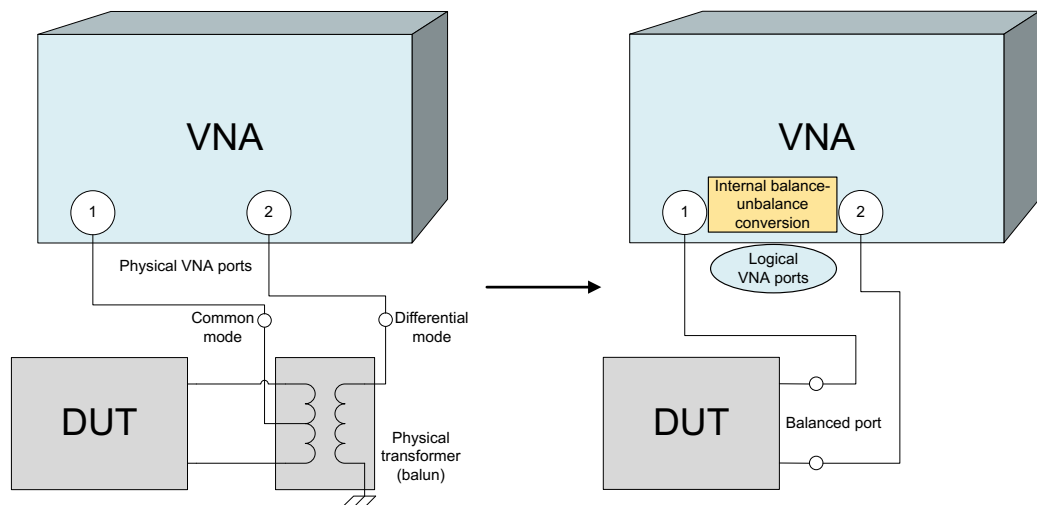 VNA
1
2
Physical VNA ports
Common
mode
Differential
mode
DUT
Physical
transformer
(balun)
VNA
Internal balance-
unbalance
conversion
1
2
Logical
VNA ports
DUT
Balanced port